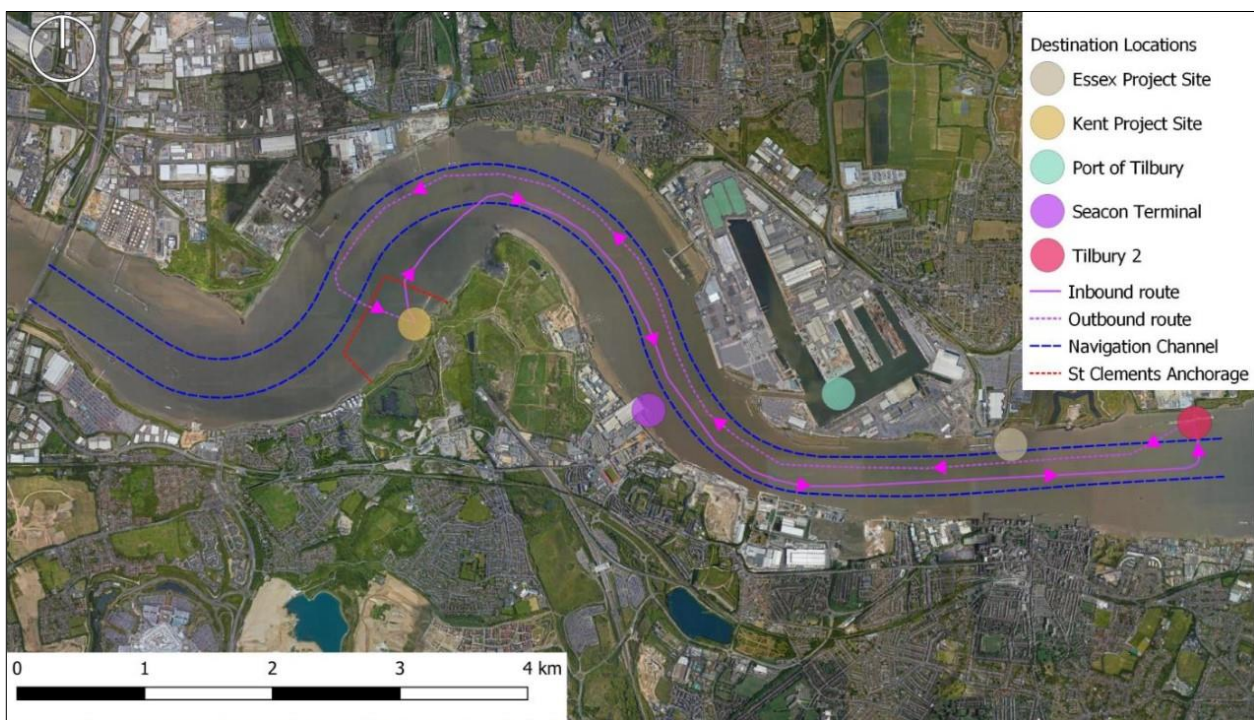 Destination Locations
Essex Project Site
Kent Project Site
Port of Tilbury
Seacon Terminal
Tilbury 2
Inbound route
Outbound route
Navigation Channel
St Clements Anchorage
0 1 2 3 4 km